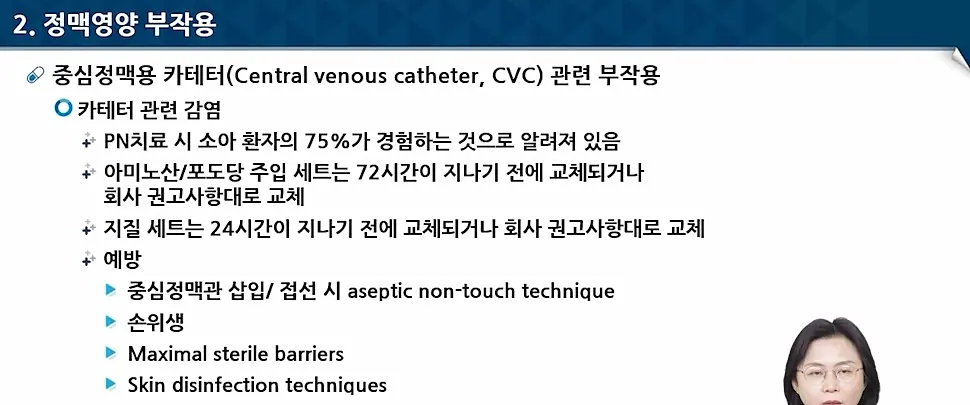 2. 정맥영양 부작용
중심정맥용 카테터(Central venous catheter, CVC) 관련 부작용
카테터 관련 감염
PN치료 시 소아 환자의 75%가 경험하는 것으로 알려져 있음
아미노산/포도당 주입 세트는 72시간이 지나기 전에 교체되거나
회사 권고사항대로 교체
지질 세트는 24시간이 지나기 전에 교체되거나 회사 권고사항대로 교체
예방
중심정맥관 삽입/ 접선 시 aseptic non-touch technique
손위생
Maximal sterile barriers
Skin disinfection techniques